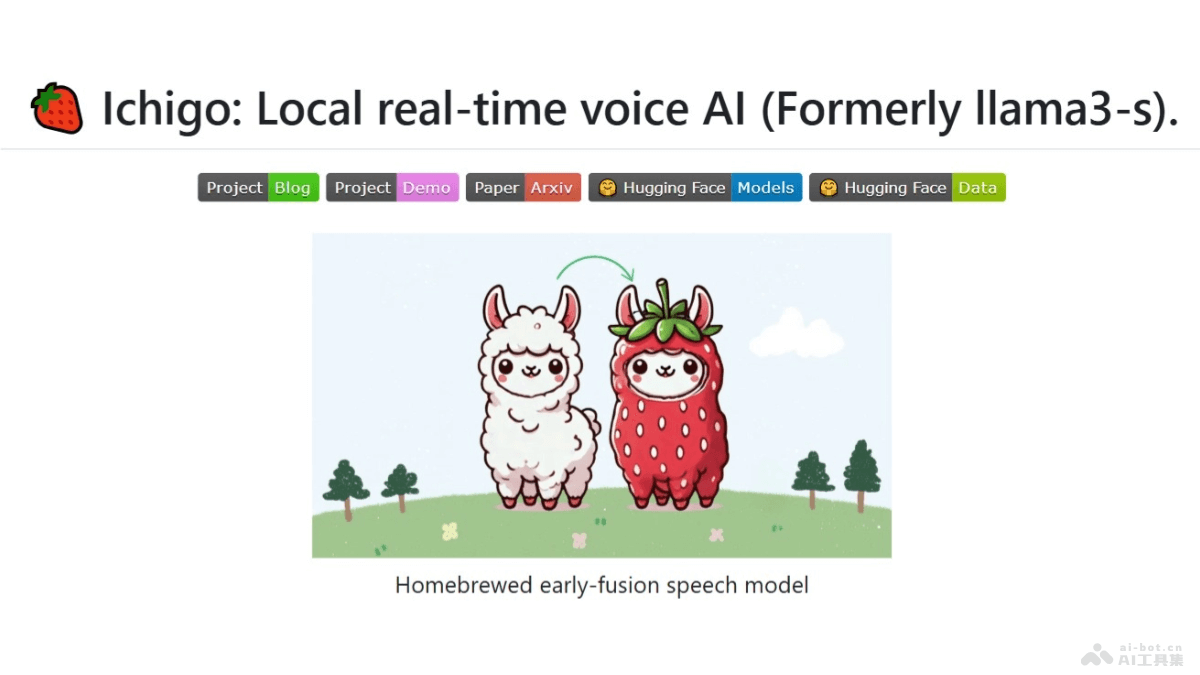 Ichigo: Local real-time voice AI (Formerly llama3-s).
Project Blog Project Demo Paper Arxiv Hugging Face Models Hugging Face Data
Homebrewed early-fusion speech model
ai-bot.cn
AI工具集